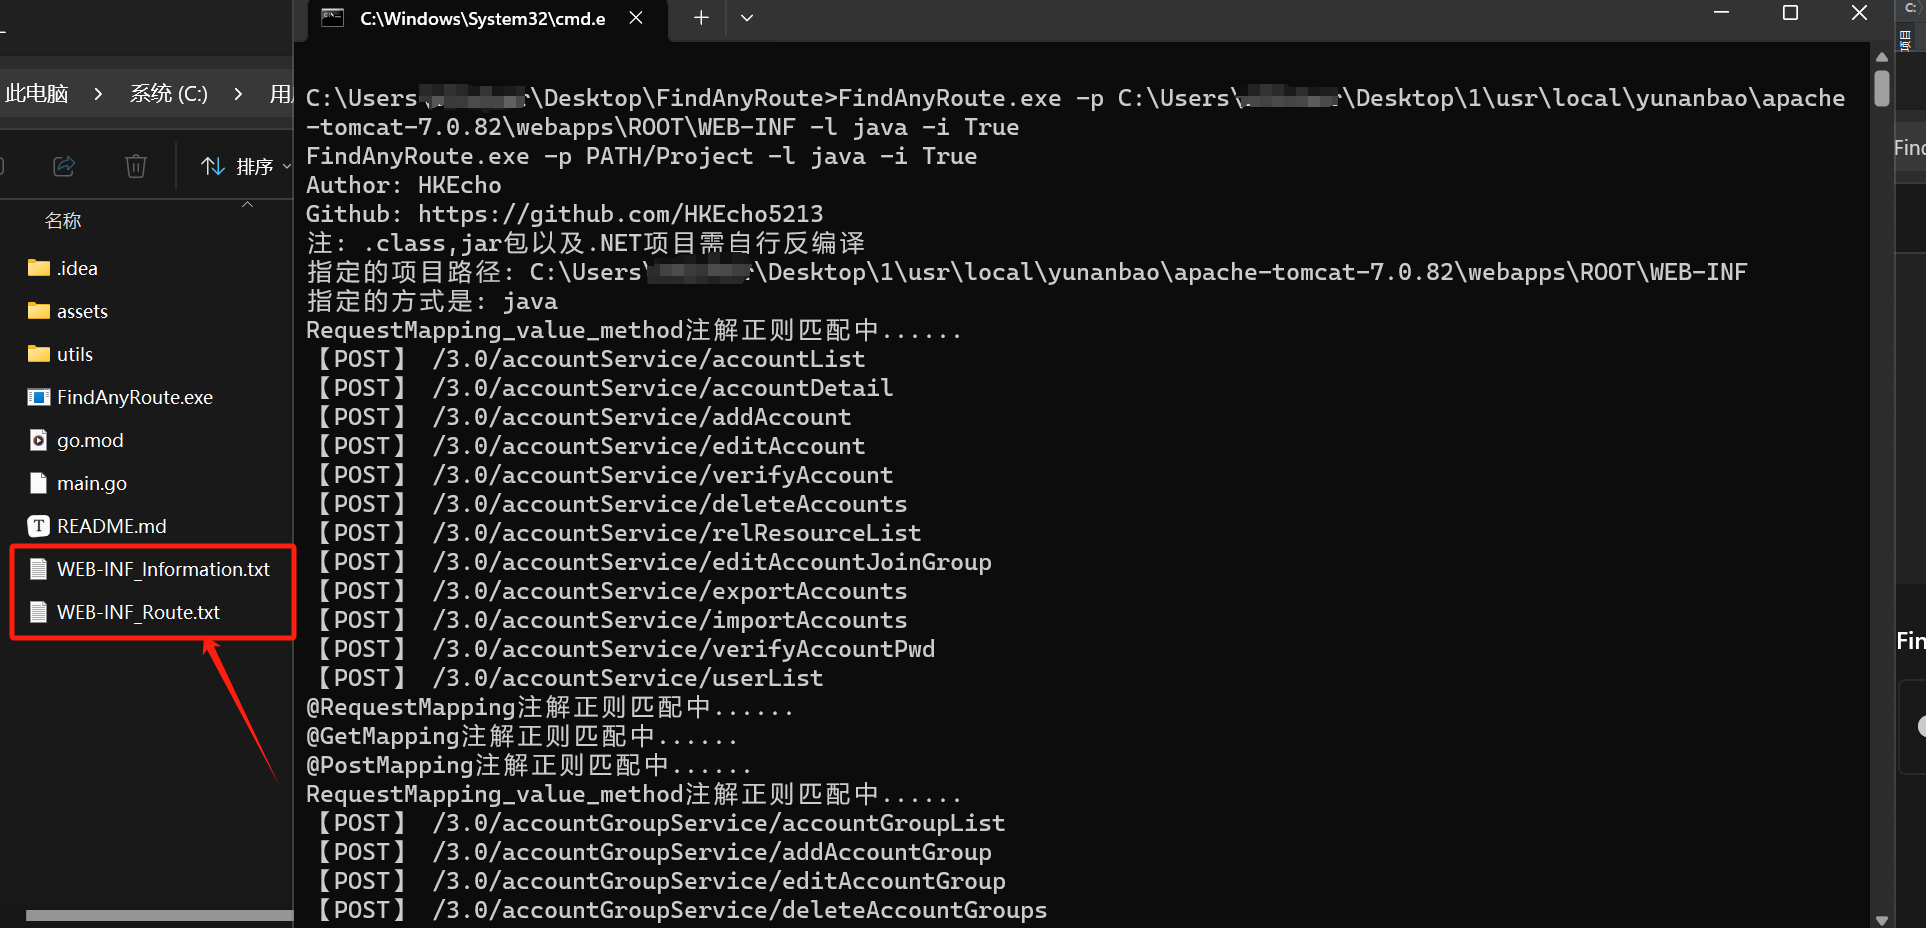 C:\Windows\System32\cmd.e
此电脑 > 系统 (C:) > 用
排序
名称
.idea
assets
utils
FindAnyRoute.exe
go.mod
main.go
README.md
WEB-INF_Information.txt
WEB-INF_Route.txt
C:\Users\ r\Desktop\FindAnyRoute>FindAnyRoute.exe -p C:\Users\ r\Desktop\1\usr\local\yunanbao\apache
-tomcat-7.0.82\webapps\ROOT\WEB-INF -l java -i True
FindAnyRoute.exe -p PATH/Project -l java -i True
Author: HKEcho
Github: https://github.com/HKEcho5213
注: .class,jar包以及.NET项目需自行反编译
指定的项目路径: C:\Users\ r\Desktop\1\usr\local\yunanbao\apache-tomcat-7.0.82\webapps\ROOT\WEB-INF
指定的方式是: java
RequestMapping_value_method注解正则匹配中......
【POST】 /3.0/accountService/accountList
【POST】 /3.0/accountService/accountDetail
【POST】 /3.0/accountService/addAccount
【POST】 /3.0/accountService/editAccount
【POST】 /3.0/accountService/verifyAccount
【POST】 /3.0/accountService/deleteAccounts
【POST】 /3.0/accountService/relResourceList
【POST】 /3.0/accountService/editAccountJoinGroup
【POST】 /3.0/accountService/exportAccounts
【POST】 /3.0/accountService/importAccounts
【POST】 /3.0/accountService/verifyAccountPwd
【POST】 /3.0/accountService/userList
@RequestMapping注解正则匹配中......
@GetMapping注解正则匹配中......
@PostMapping注解正则匹配中......
RequestMapping_value_method注解正则匹配中......
【POST】 /3.0/accountGroupService/accountGroupList
【POST】 /3.0/accountGroupService/addAccountGroup
【POST】 /3.0/accountGroupService/editAccountGroup
【POST】 /3.0/accountGroupService/deleteAccountGroups
C:
项目
Find
Fin